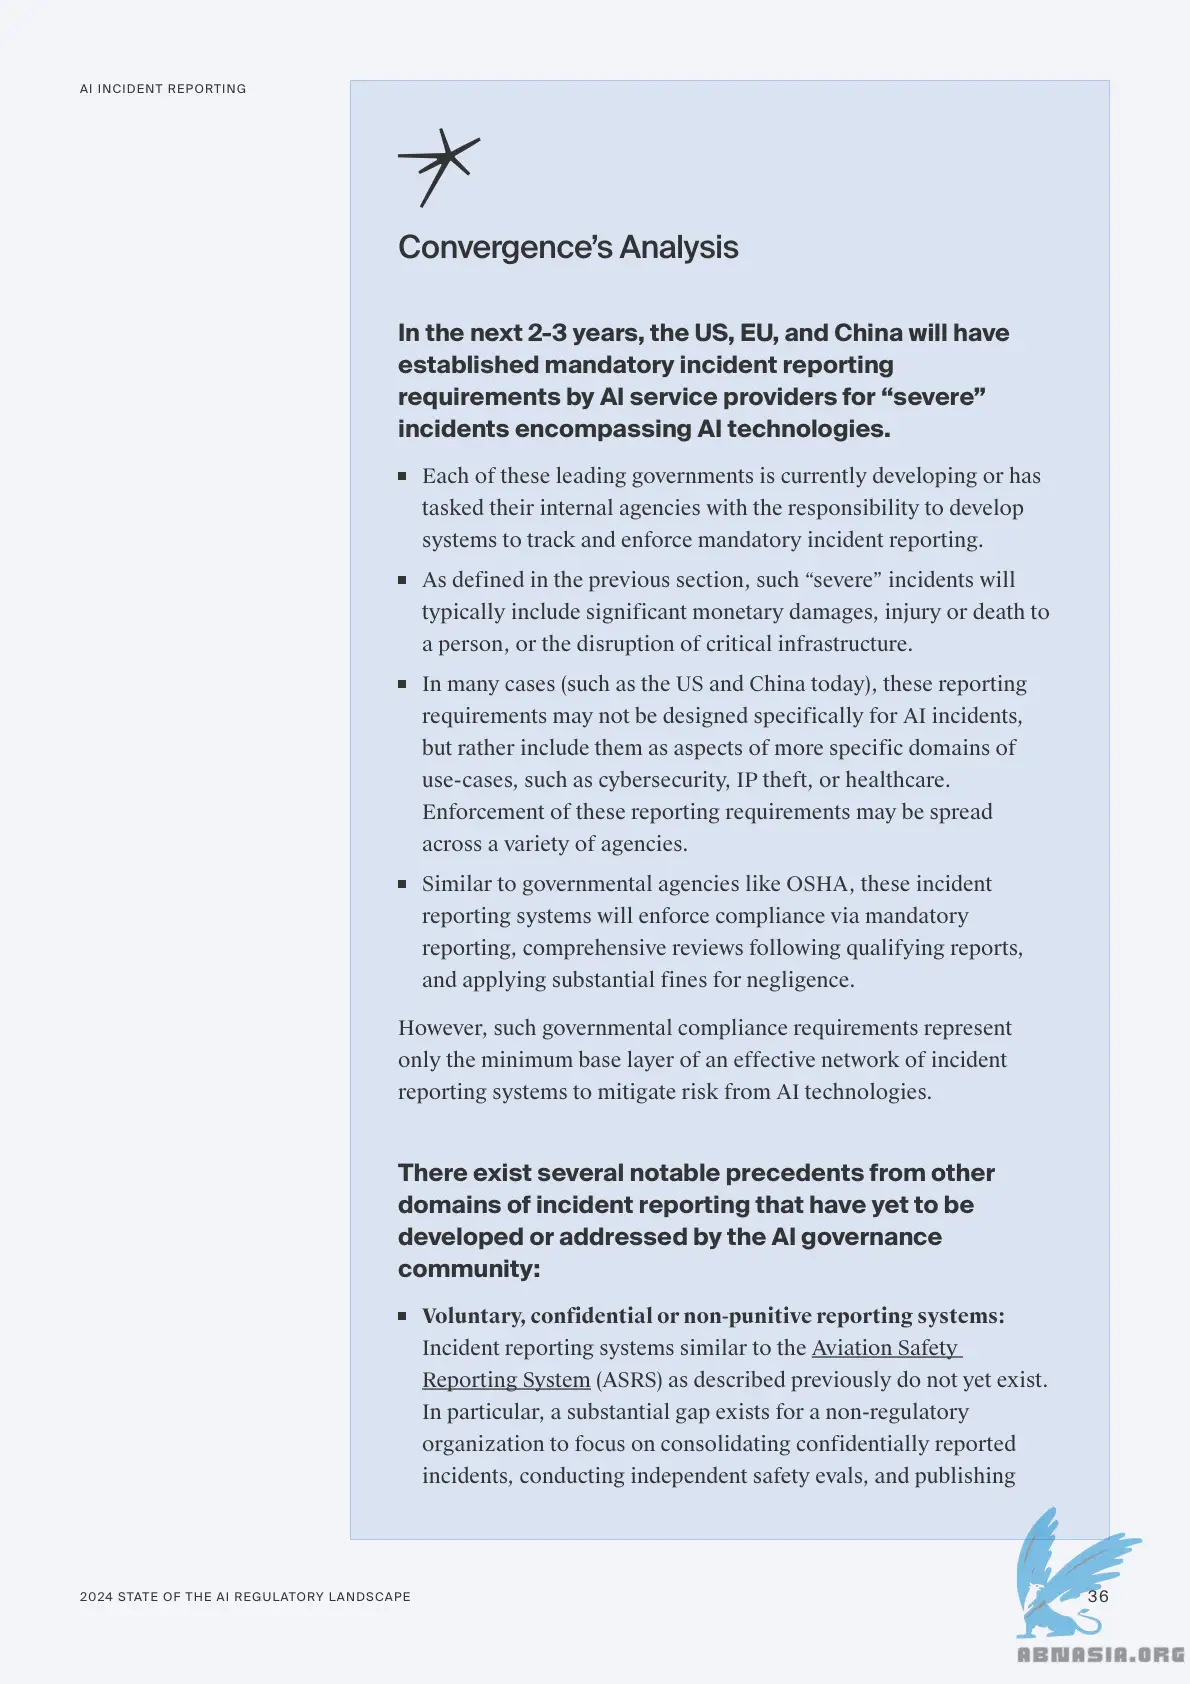 AI INCIDENT REPORTING
Convergence’s Analysis
In the next 2-3 years, the US, EU, and China will have
established mandatory incident reporting
requirements by AI service providers for “severe”
incidents encompassing AI technologies.
Each of these leading governments is currently developing or has
tasked their internal agencies with the responsibility to develop
systems to track and enforce mandatory incident reporting.
As defined in the previous section, such “severe” incidents will
typically include significant monetary damages, injury or death to
a person, or the disruption of critical infrastructure.
In many cases (such as the US and China today), these reporting
requirements may not be designed specifically for AI incidents,
but rather include them as aspects of more specific domains of
use-cases, such as cybersecurity, IP theft, or healthcare.
Enforcement of these reporting requirements may be spread
across a variety of agencies.
Similar to governmental agencies like OSHA, these incident
reporting systems will enforce compliance via mandatory
reporting, comprehensive reviews following qualifying reports,
and applying substantial fines for negligence.
However, such governmental compliance requirements represent
only the minimum base layer of an effective network of incident
reporting systems to mitigate risk from AI technologies.
There exist several notable precedents from other
domains of incident reporting that have yet to be
developed or addressed by the AI governance
community:
Voluntary, confidential or non-punitive reporting systems:
Incident reporting systems similar to the Aviation Safety
Reporting System (ASRS) as described previously do not yet exist.
In particular, a substantial gap exists for a non-regulatory
organization to focus on consolidating confidentially reported
incidents, conducting independent safety evals, and publishing
2024 STATE OF THE AI REGULATORY LANDSCAPE
36
ABNASIA.ORG